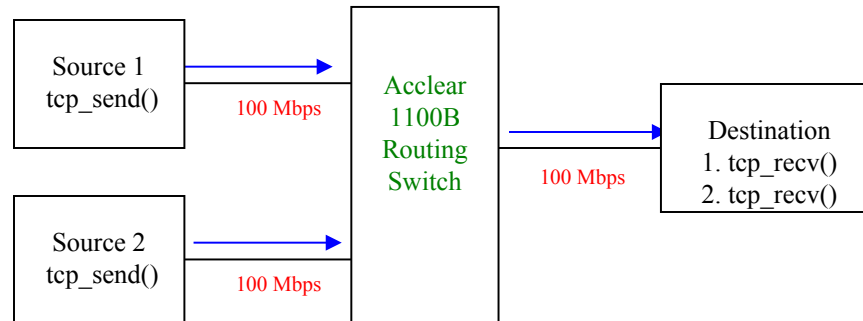 Source 1
tcp_send()
100 Mbps
Acclear
1100B
Routing
Switch
100 Mbps
Destination
1. tcp_recv()
2. tcp_recv()
Source 2
tcp_send()
100 Mbps